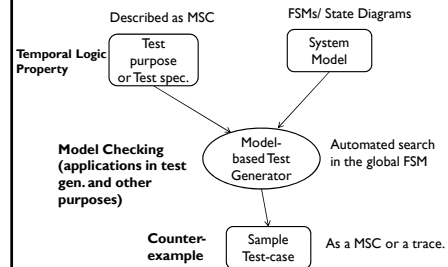 Described as MSC
FSMs/ State Diagrams
Temporal Logic
Property
Test
purpose
or Test spec.
System
Model
Model Checking
(applications in test
gen. and other
purposes)
Model-
based Test
Generator
Automated search
in the global FSM
Counter-
example
Sample
Test-case
As a MSC or a trace.